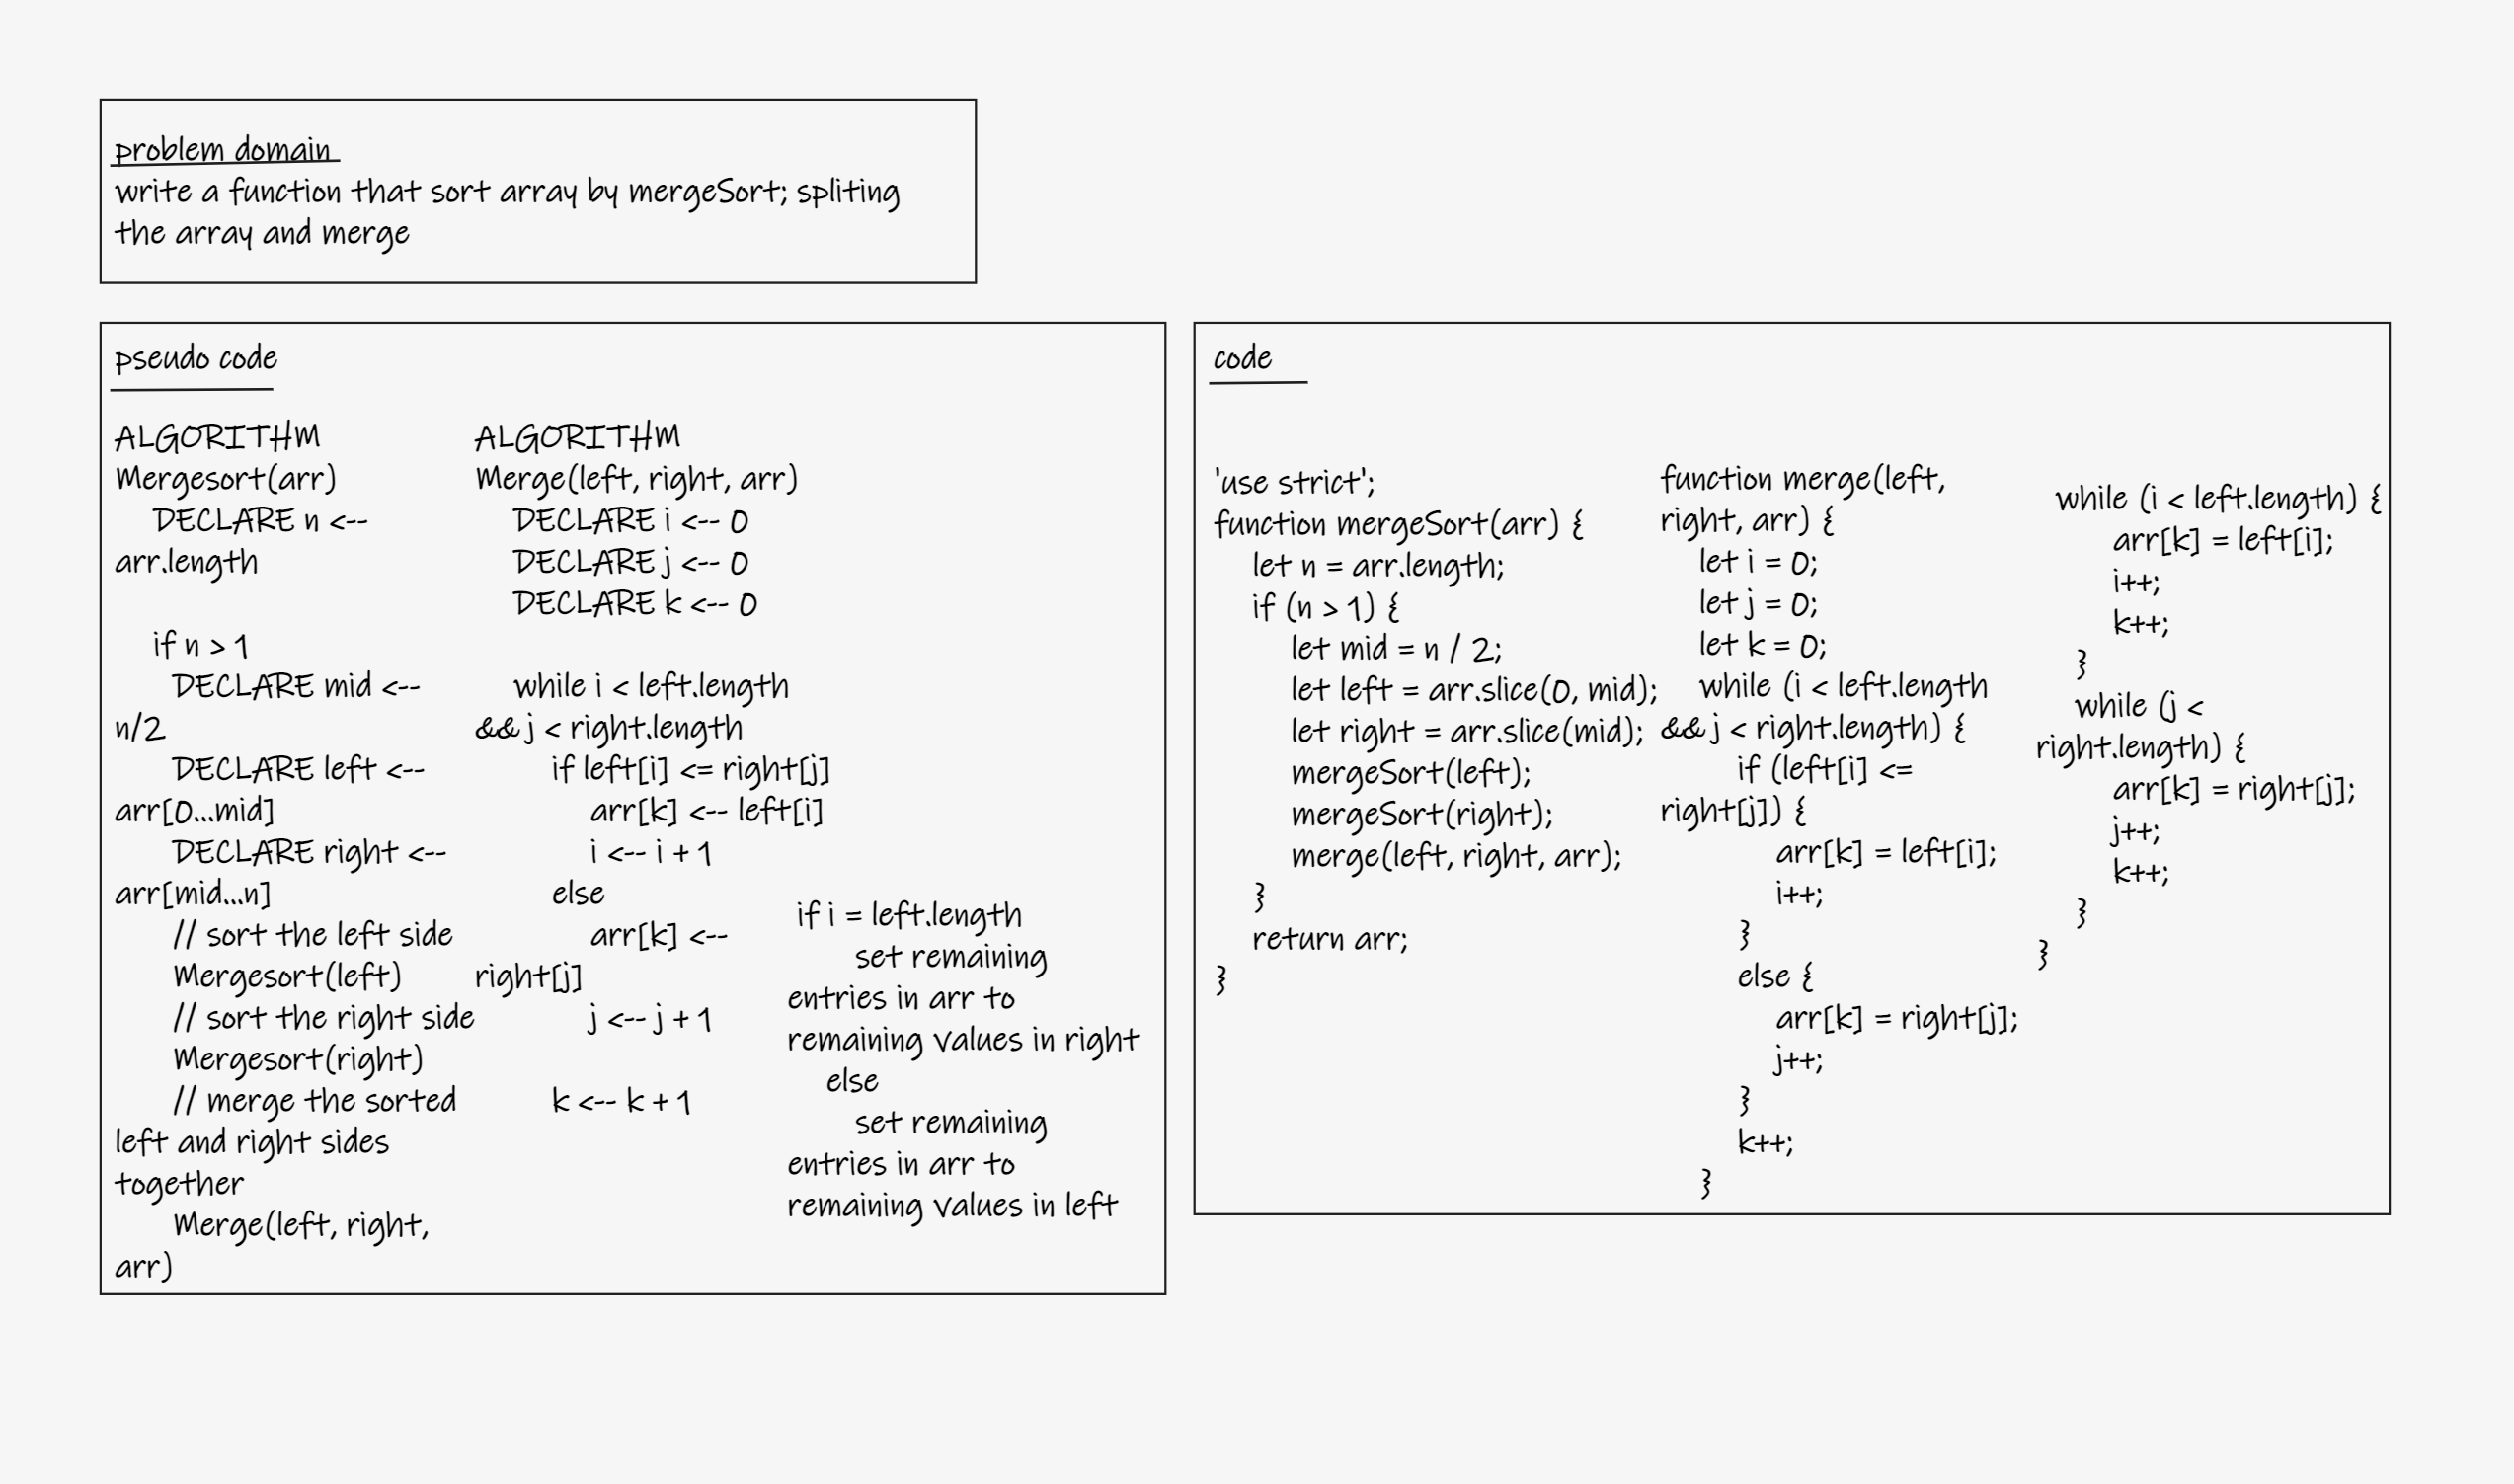 problem domain
write a function that sort array by mergeSort; spliting
the array and merge
pseudo code
ALGORITHM
Mergesort(arr)
DECLARE n <--
arr.length
if n > 1
DECLARE mid <--
n/2
DECLARE left <--
arr[0...mid]
DECLARE right <--
arr[mid...n]
// sort the left side
Mergesort(left)
// sort the right side
Mergesort(right)
// merge the sorted
left and right sides
together
Merge(left, right,
arr)
ALGORITHM
Merge(left, right, arr)
DECLARE i <-- 0
DECLARE j <-- 0
DECLARE k <-- 0
while i < left.length
&& j < right.length
if left[i] <= right[j]
arr[k] <-- left[i]
i <-- i + 1
else
arr[k] <--
right[j]
j <-- j + 1
k <-- k + 1
if i = left.length
set remaining
entries in arr to
remaining values in right
else
set remaining
entries in arr to
remaining values in left
code
'use strict';
function mergeSort(arr) {
let n = arr.length;
if (n > 1) {
let mid = n / 2;
let left = arr.slice(0, mid);
let right = arr.slice(mid);
mergeSort(left);
mergeSort(right);
merge(left, right, arr);
}
return arr;
}
function merge(left,
right, arr) {
let i = 0;
let j = 0;
let k = 0;
while (i < left.length
&& j < right.length) {
if (left[i] <=
right[j]) {
arr[k] = left[i];
i++;
}
else {
arr[k] = right[j];
j++;
}
k++;
}
while (i < left.length) {
arr[k] = left[i];
i++;
k++;
}
while (j <
right.length) {
arr[k] = right[j];
j++;
k++;
}
}